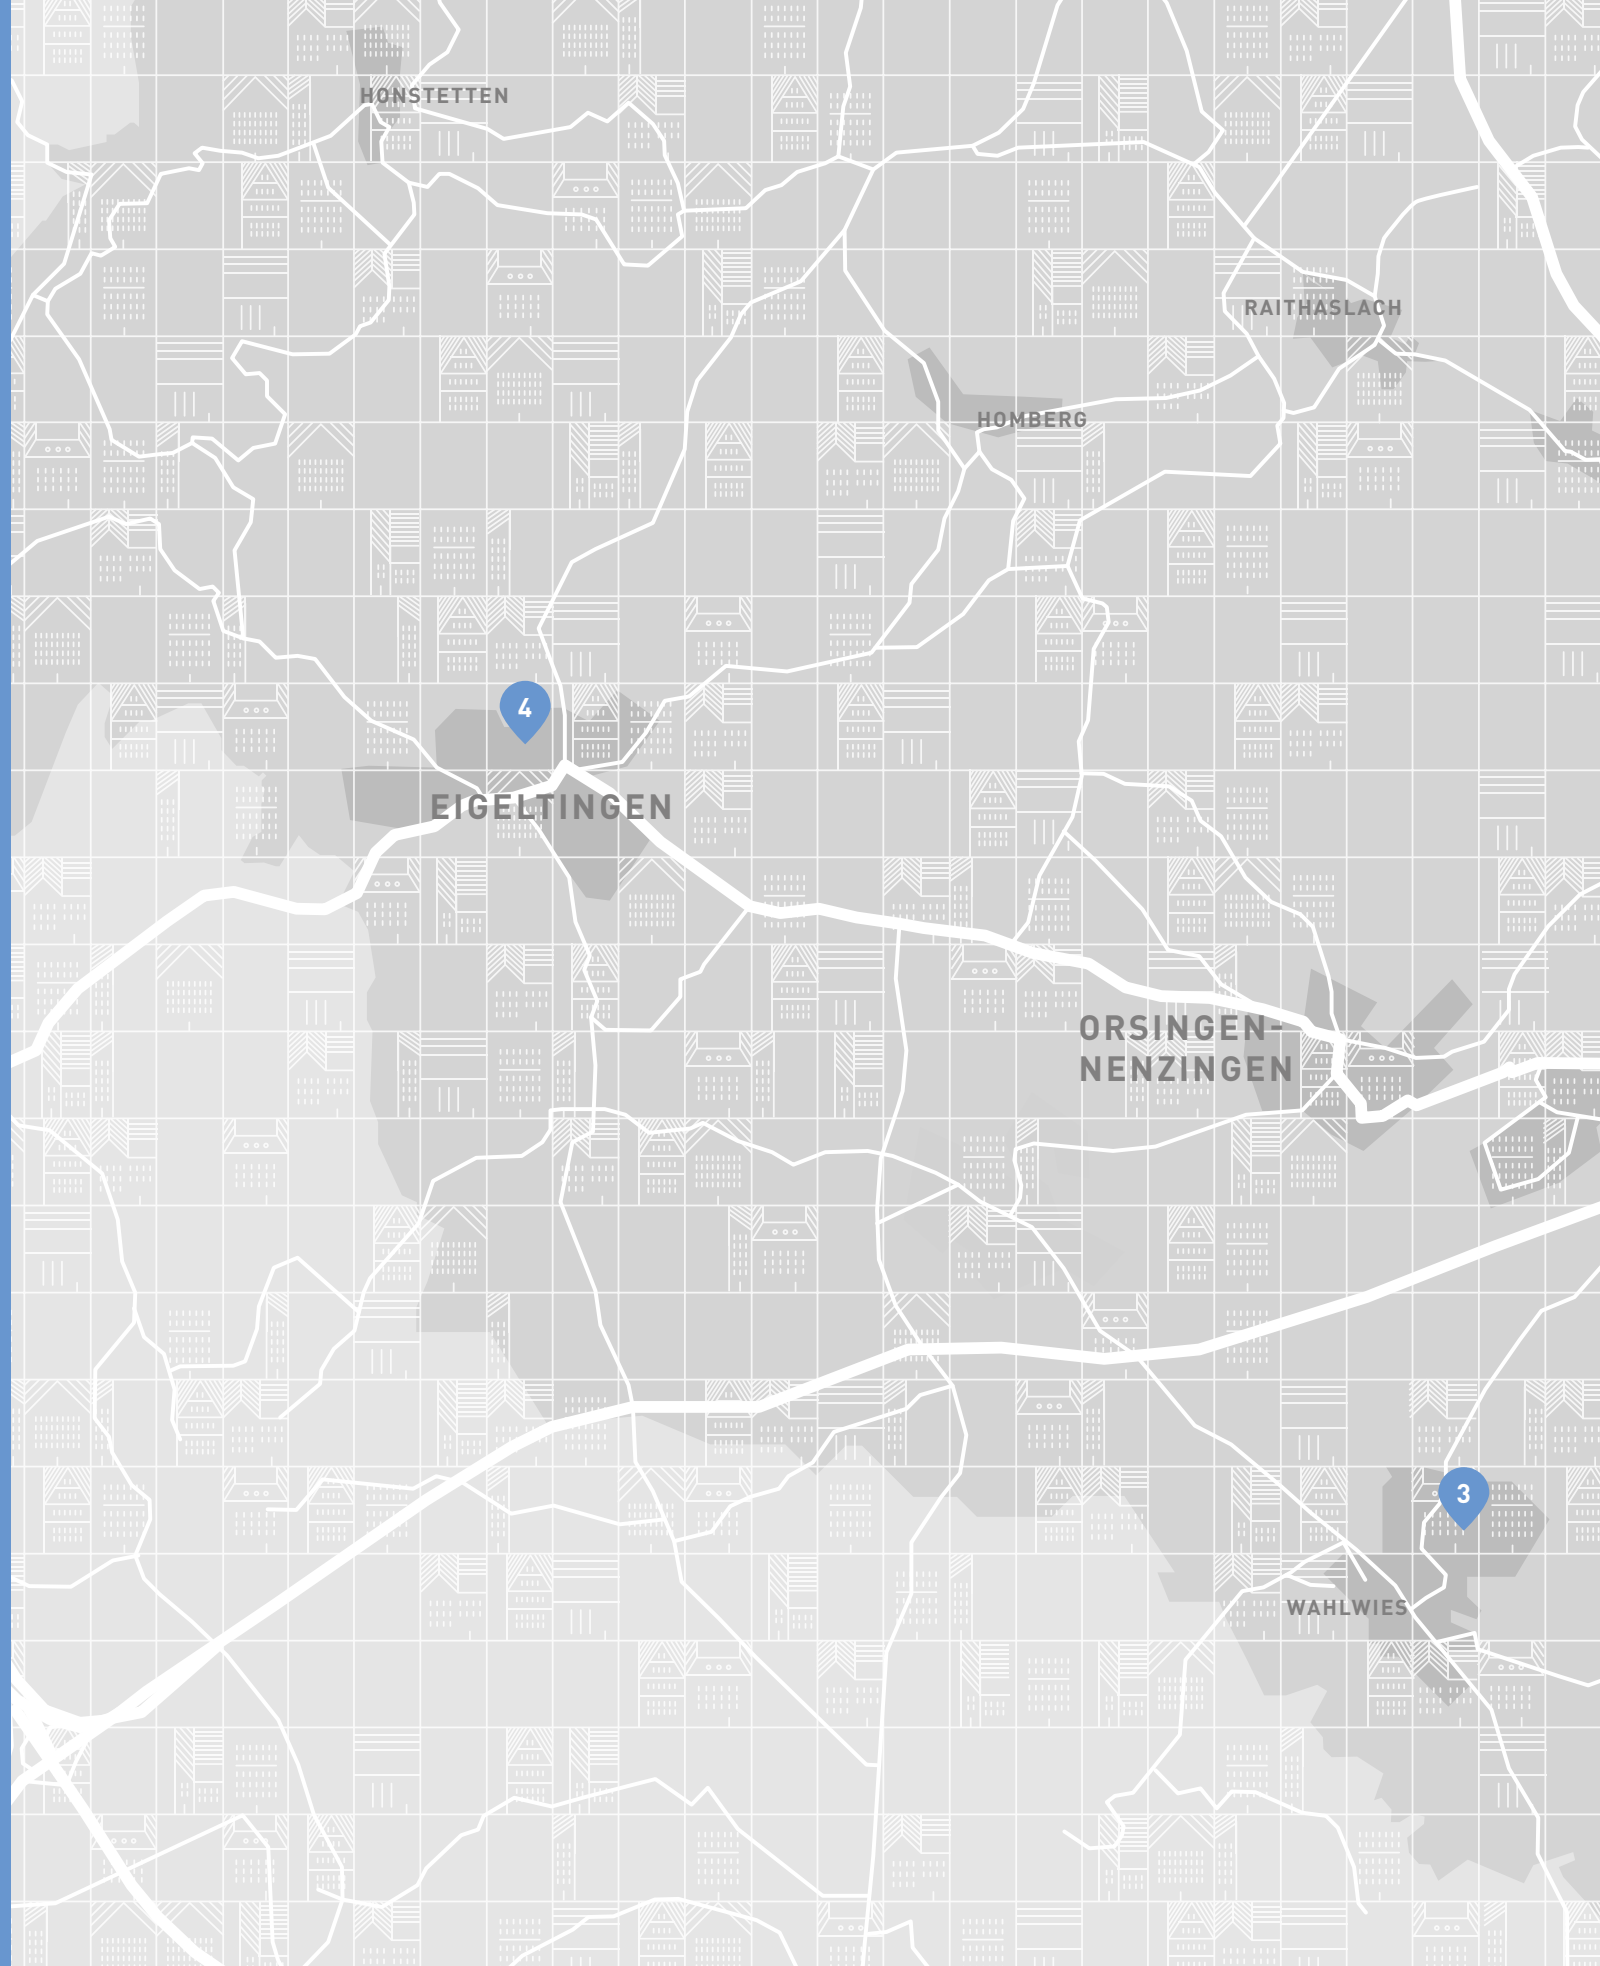 HONSTETTEN
RAITHASLACH
HOMBERG
4
EIGELTINGEN
ORSINGEN-
NENZINGEN
3
WAHLWIES